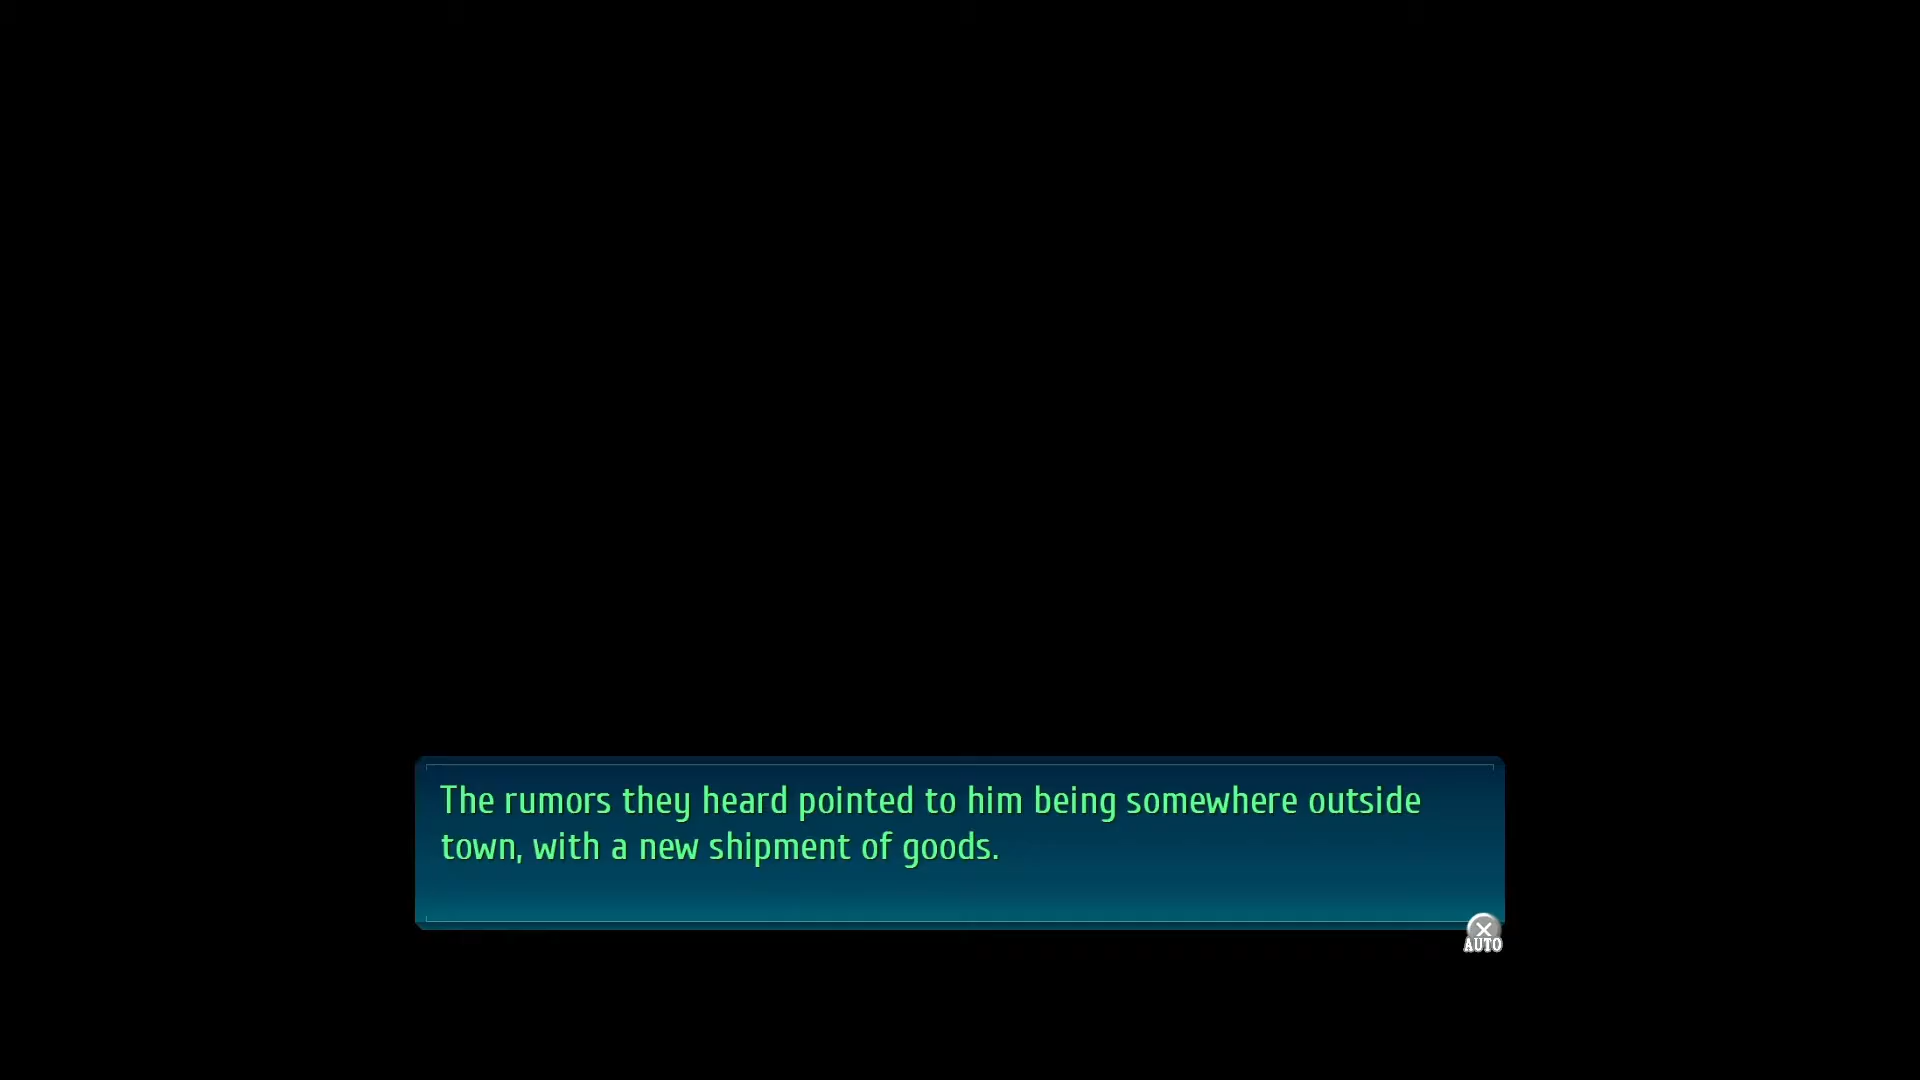 The rumors they heard pointed to him being somewhere outside
town, with a new shipment of goods.
AUTO